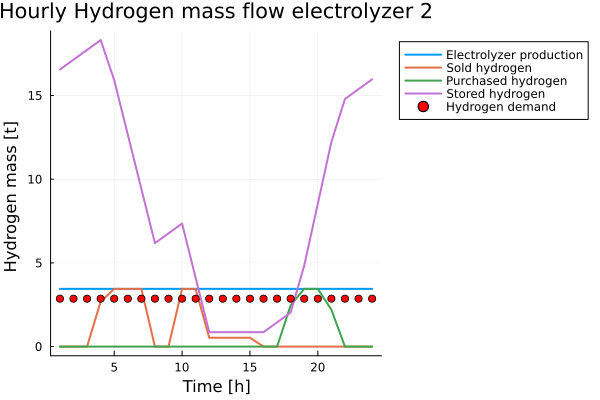 Hourly Hydrogen mass flow electrolyzer 2
Electrolyzer production
Sold hydrogen
Purchased hydrogen
Stored hydrogen
Hydrogen demand
Hydrogen mass [t]
15
10
5
0
5
10
15
20
Time [h]